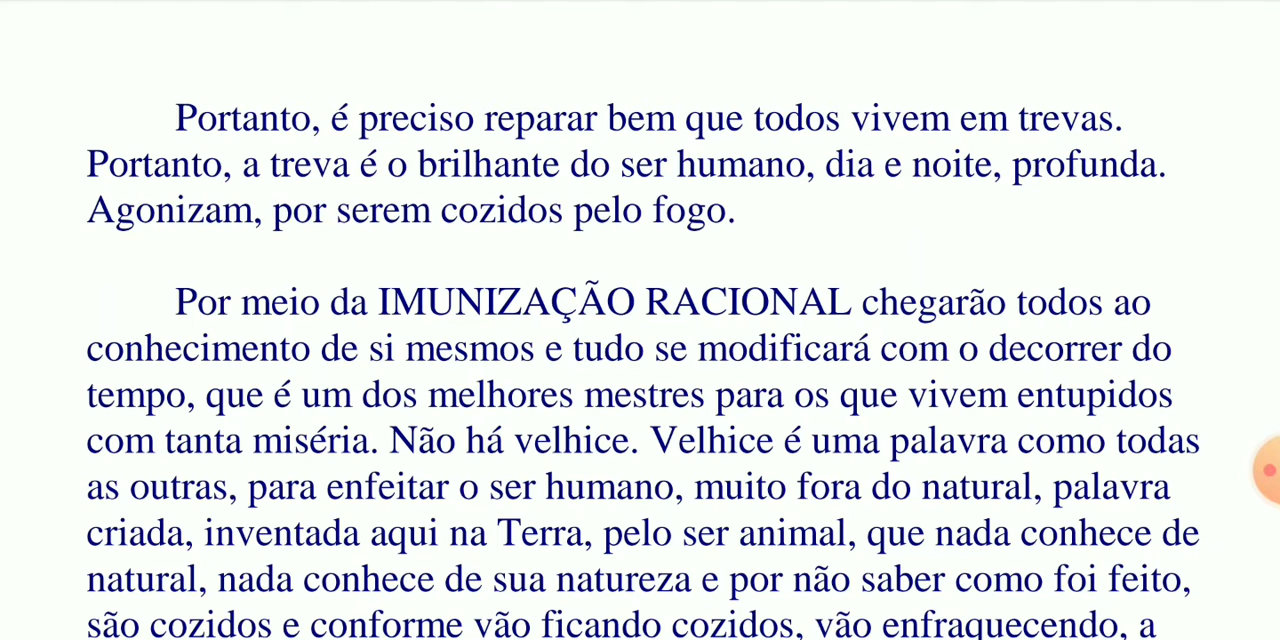 Portanto, é preciso reparar bem que todos vivem em trevas.
Portanto, a treva é o brilhante do ser humano, dia e noite, profunda.
Agonizam, por serem cozidos pelo fogo.
Por meio da IMUNIZAÇÃO RACIONAL chegarão todos ao
conhecimento de si mesmos e tudo se modificará com o decorrer do
tempo, que é um dos melhores mestres para os que vivem entupidos
com tanta miséria. Não há velhice. Velhice é uma palavra como todas
as outras, para enfeitar o ser humano, muito fora do natural, palavra
criada, inventada aqui na Terra, pelo ser animal, que nada conhece de
natural, nada conhece de sua natureza e por não saber como foi feito,
são cozidos e conforme vão ficando cozidos, vão enfraquecendo, a